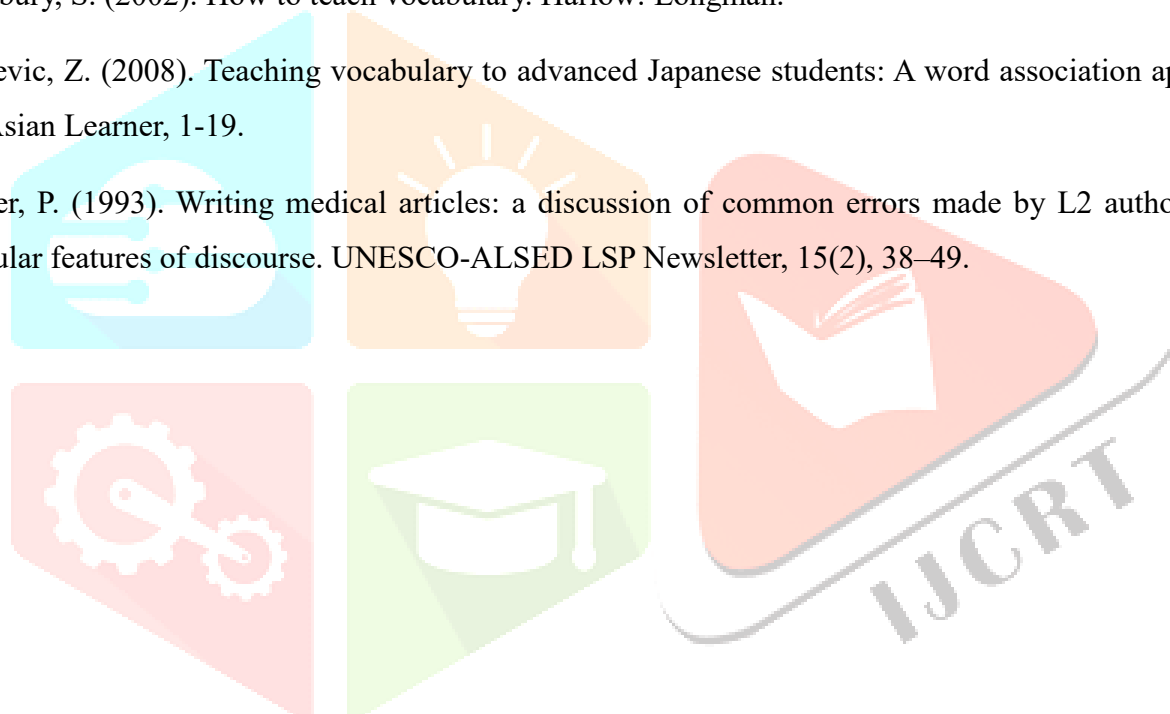 bury, S. (2002). How to teach vocabulary. Harlow: Longman.
evic, Z. (2008). Teaching vocabulary to advanced Japanese students: A word association ap
Asian Learner, 1-19.
er, P. (1993). Writing medical articles: a discussion of common errors made by L2 autho
ular features of discourse. UNESCO-ALSED LSP Newsletter, 15(2), 38–49.
IJCRT